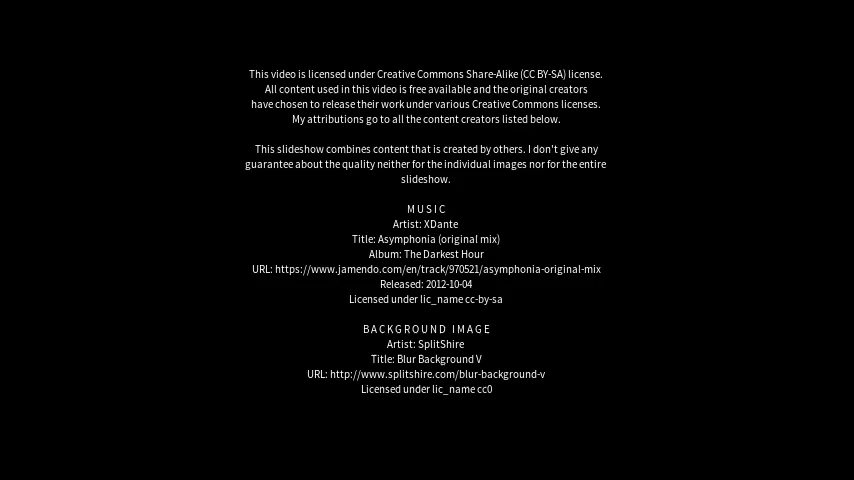 This video is licensed under Creative Commons Share-Alike (CC BY-SA) license.
All content used in this video is free available and the original creators
have chosen to release their work under various Creative Commons licenses.
My attributions go to all the content creators listed below.
This slideshow combines content that is created by others. I don't give any
guarantee about the quality neither for the individual images nor for the entire
slideshow.
MUSIC
Artist: XDante
Title: Asymphonia (original mix)
Album: The Darkest Hour
URL: https://www.jamendo.com/en/track/970521/asymphonia-original-mix
Released: 2012-10-04
Licensed under lic_name cc-by-sa
BACKGROUND IMAGE
Artist: SplitShire
Title: Blur Background V
URL: http://www.splitshire.com/blur-background-v
Licensed under lic_name cc0